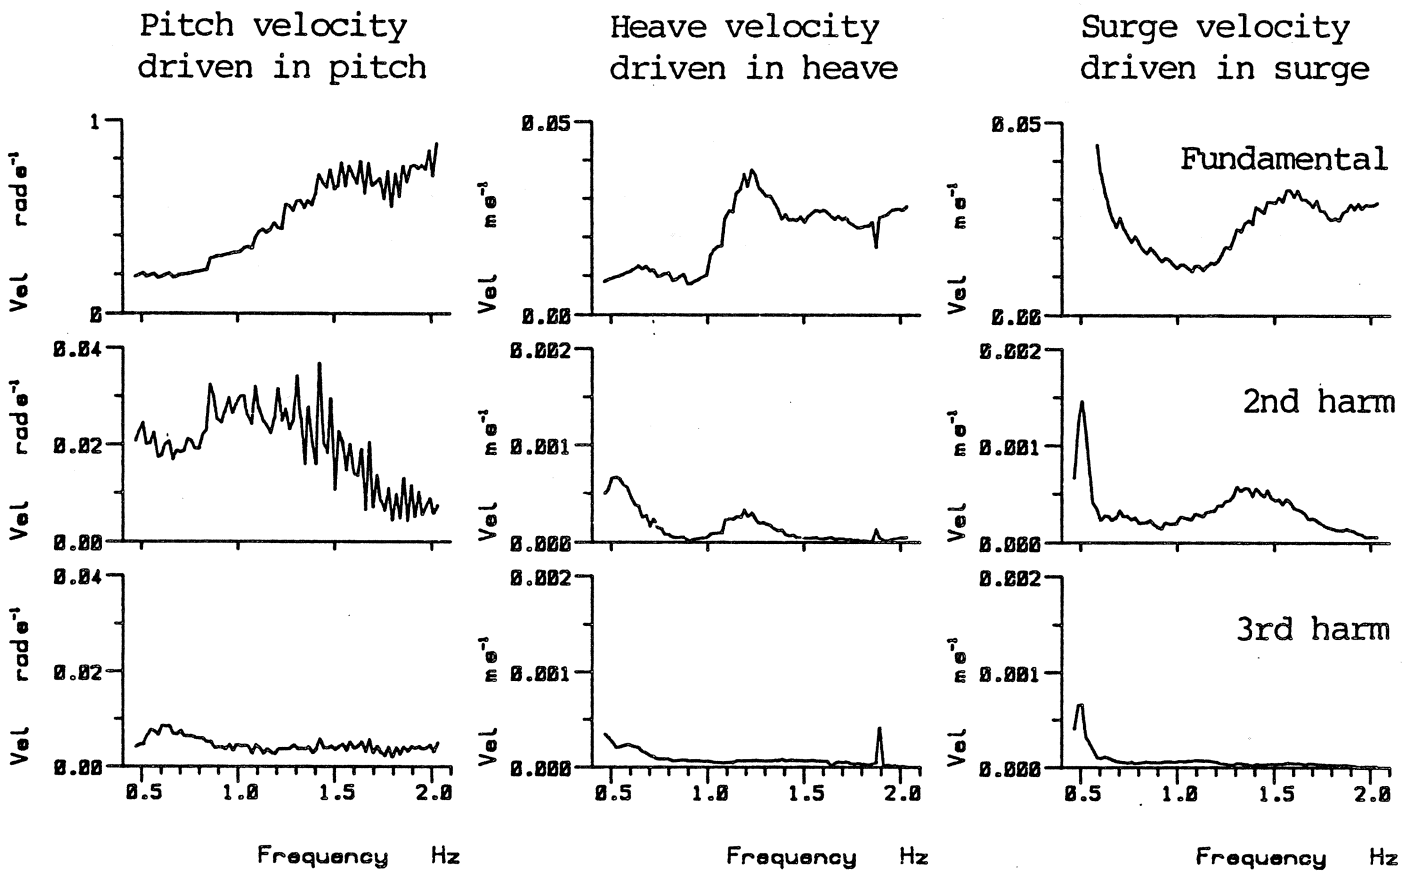 Pitch velocity
driven in pitch
Heave velocity
driven in heave
Surge velocity
driven in surge
Vel rads⁻¹
1
0
Vel ms⁻¹
0.05
0.00
Vel ms⁻¹
0.05
0.00
Fundamental
Vel rads⁻¹
0.04
0.02
0.00
Vel ms⁻¹
0.002
0.001
0.000
Vel ms⁻¹
0.002
0.001
0.000
2nd harm
Vel rads⁻¹
0.04
0.02
0.00
Vel ms⁻¹
0.002
0.001
0.000
Vel ms⁻¹
0.002
0.001
0.000
3rd harm
0.5 1.0 1.5 2.0
0.5 1.0 1.5 2.0
0.5 1.0 1.5 2.0
Frequency Hz
Frequency Hz
Frequency Hz